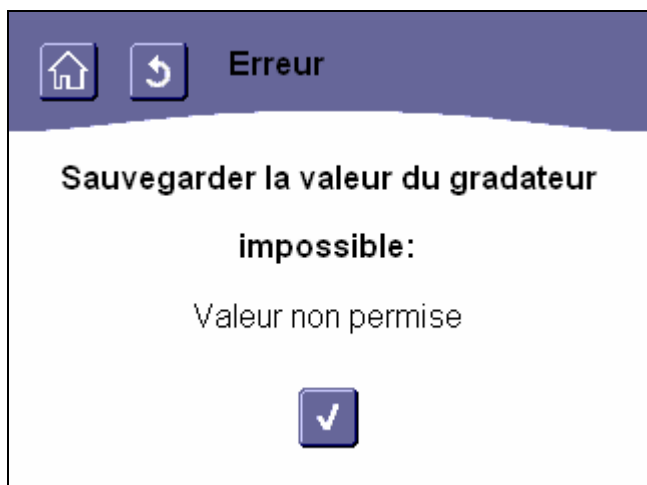 Erreur
Sauvegarder la valeur du gradateur
impossible:
Valeur non permise